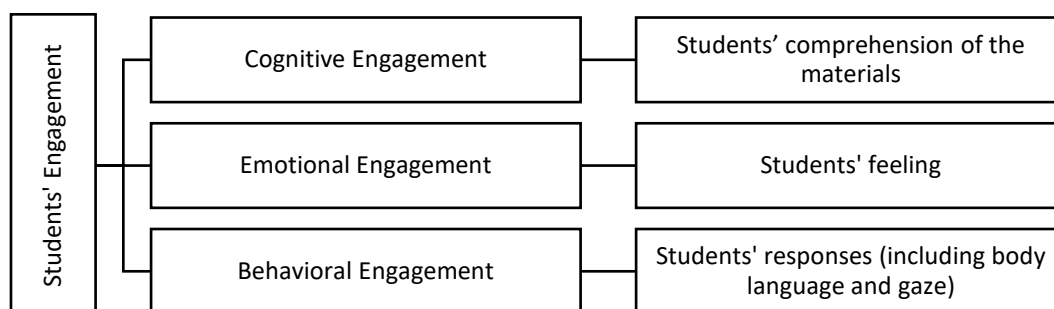 Students' Engagement
Cognitive Engagement
Students’ comprehension of the
materials
Emotional Engagement
Students' feeling
Behavioral Engagement
Students' responses (including body
language and gaze)